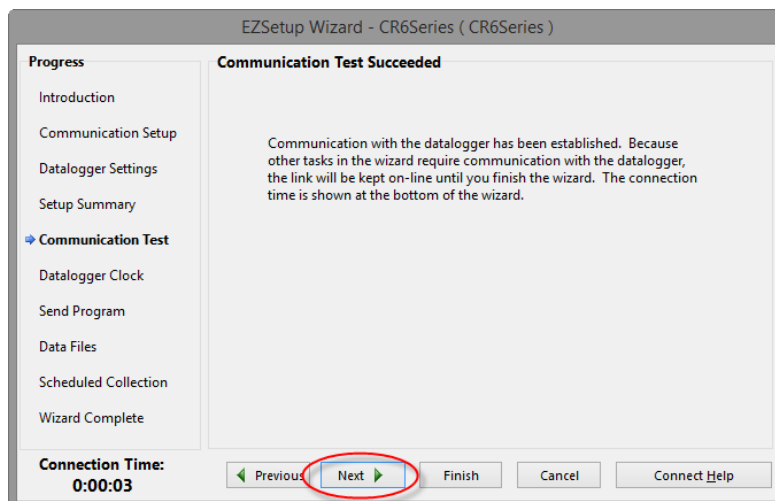 EZSetup Wizard - CR6Series ( CR6Series )
Progress
Introduction
Communication Setup
Datalogger Settings
Setup Summary
Communication Test
Datalogger Clock
Send Program
Data Files
Scheduled Collection
Wizard Complete
Connection Time:
0:00:03
Communication Test Succeeded
Communication with the datalogger has been established. Because
other tasks in the wizard require communication with the datalogger,
the link will be kept on-line until you finish the wizard. The connection
time is shown at the bottom of the wizard.
Previous Next Finish Cancel Connect Help